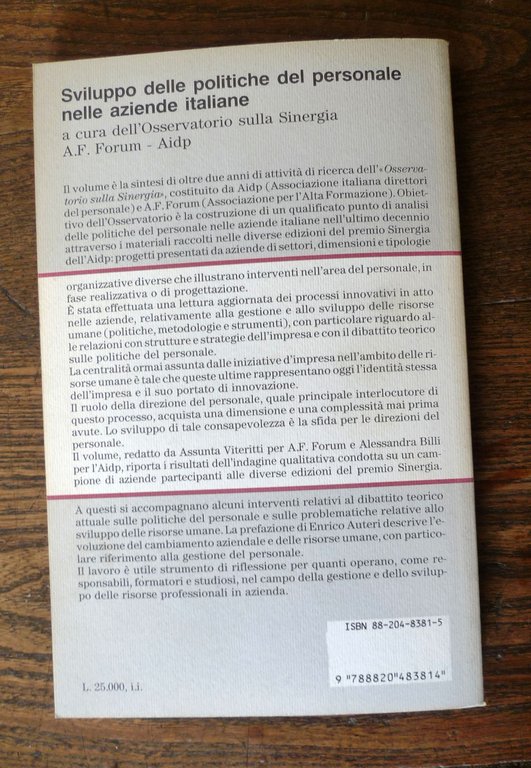 Sviluppo delle politiche del personale
nelle aziende italiane
a cura dell'Osservatorio sulla Sinergia
A.F. Forum - Aidp
Il volume è la sintesi di oltre due anni di attività di ricerca dell'«Osserva-
torio sulla Sinergia», costituito da Aidp (Associazione italiana direttori
del personale) e A.F. Forum (Associazione per l'Alta Formazione). Obiet-
tivo dell'Osservatorio è la costruzione di un qualificato punto di analisi
delle politiche del personale nelle aziende italiane nell'ultimo decennio
attraverso i materiali raccolti nelle diverse edizioni del premio Sinergia
dell'Aidp: progetti presentati da aziende di settori, dimensioni e tipologie
organizzative diverse che illustrano interventi nell'area del personale, in
fase realizzativa o di progettazione.
È stata effettuata una lettura aggiornata dei processi innovativi in atto
nelle aziende, relativamente alla gestione e allo sviluppo delle risorse
umane (politiche, metodologie e strumenti), con particolare riguardo al-
le relazioni con strutture e strategie dell'impresa e con il dibattito teorico
sulle politiche del personale.
La centralità ormai assunta dalle iniziative d'impresa nell'ambito delle ri-
sorse umane è tale che queste ultime rappresentano oggi l'identità stessa
dell'impresa e il suo portato di innovazione.
Il ruolo della direzione del personale, quale principale interlocutore di
questo processo, acquista una dimensione e una complessità mai prima
avute. Lo sviluppo di tale consapevolezza è la sfida per le direzioni del
personale.
Il volume, redatto da Assunta Viteritti per A.F. Forum e Alessandra Billi
per l'Aidp, riporta i risultati dell'indagine qualitativa condotta su un cam-
pione di aziende partecipanti alle diverse edizioni del premio Sinergia.
A questi si accompagnano alcuni interventi relativi al dibattito teorico
attuale sulle politiche del personale e sulle problematiche relative allo
sviluppo delle risorse umane. La prefazione di Enrico Auteri descrive l'e-
voluzione del cambiamento aziendale e delle risorse umane, con partico-
lare riferimento alla gestione del personale.
Il lavoro è utile strumento di riflessione per quanti operano, come re-
sponsabili, formatori e studiosi, nel campo della gestione e dello svilup-
po delle risorse professionali in azienda.
ISBN 88-204-8381-5
9 "788820"483814"
L. 25.000, i.i.